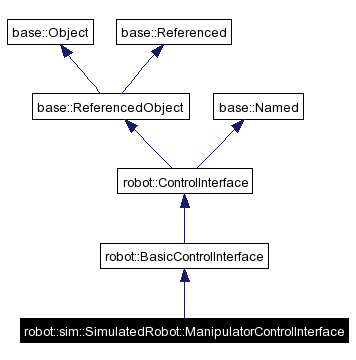 base::Object
base::Referenced
base::ReferencedObject
base::Named
robot::ControlInterface
robot::BasicControlInterface
robot::sim::SimulatedRobot::ManipulatorControlInterface